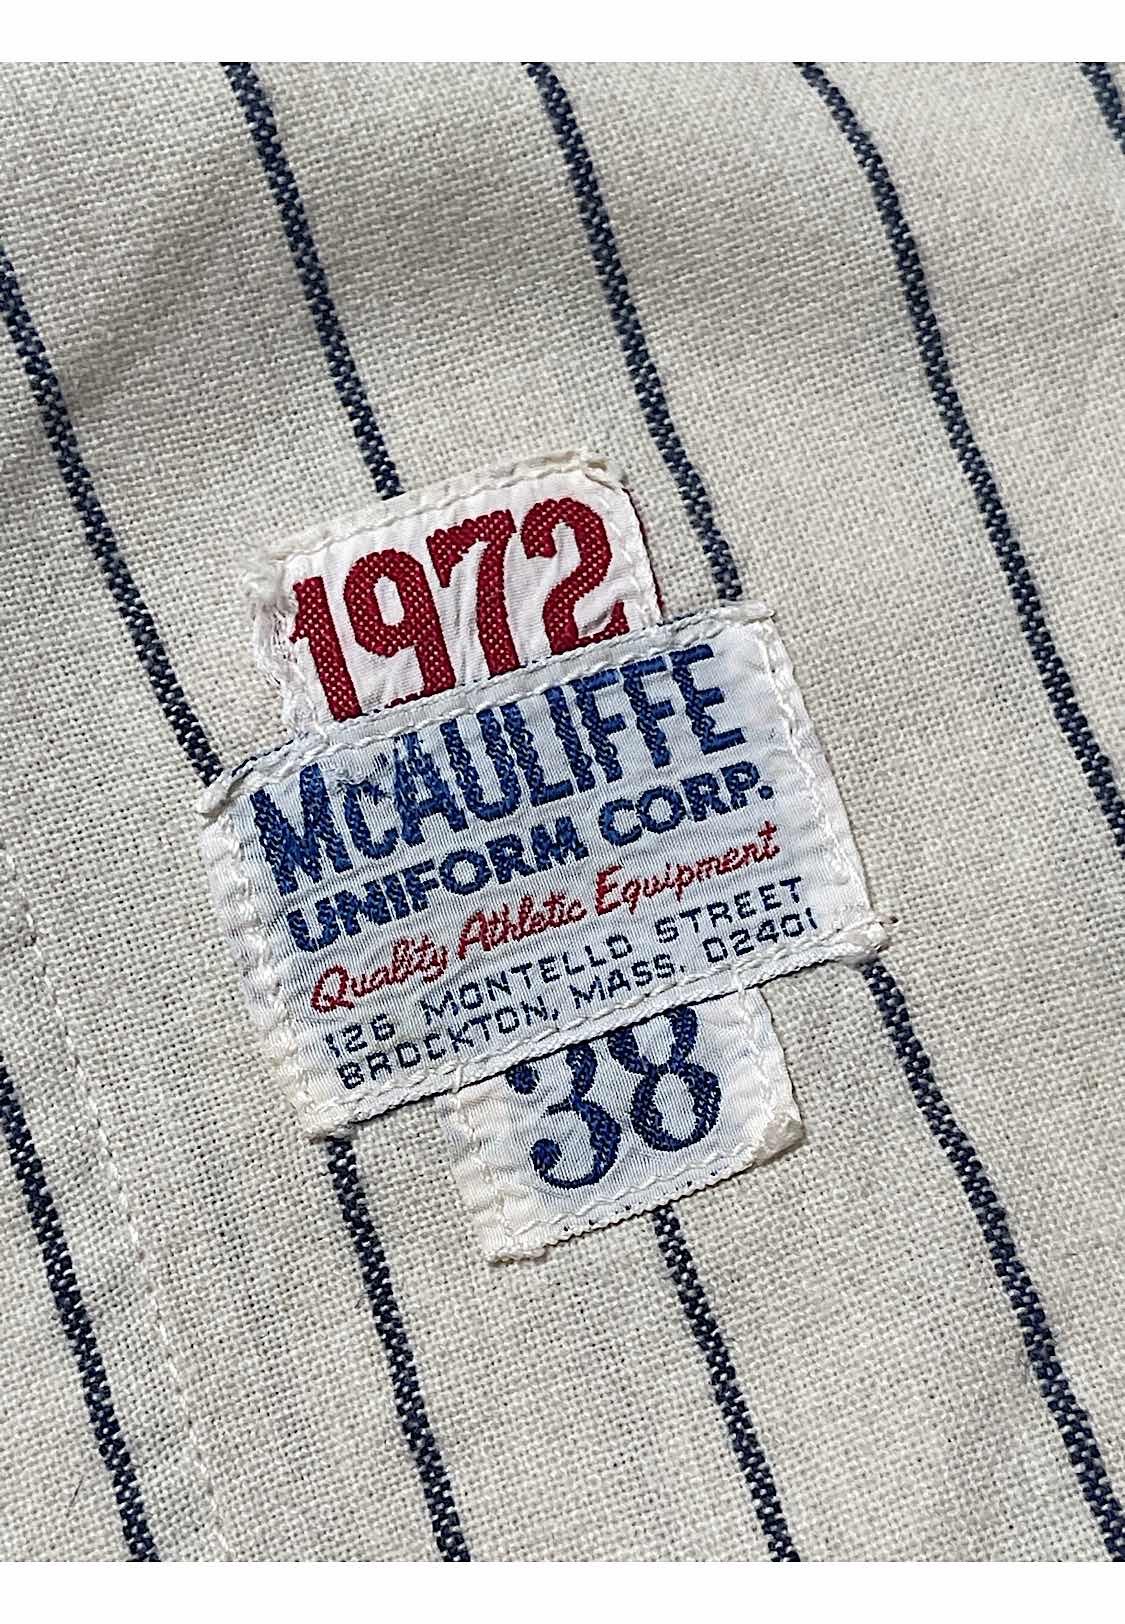 1972
McAULIFFE
UNIFORM CORP.
Quality Athletic Equipment
126 MONTELLO STREET
BROCKTON, MASS. 02401
38